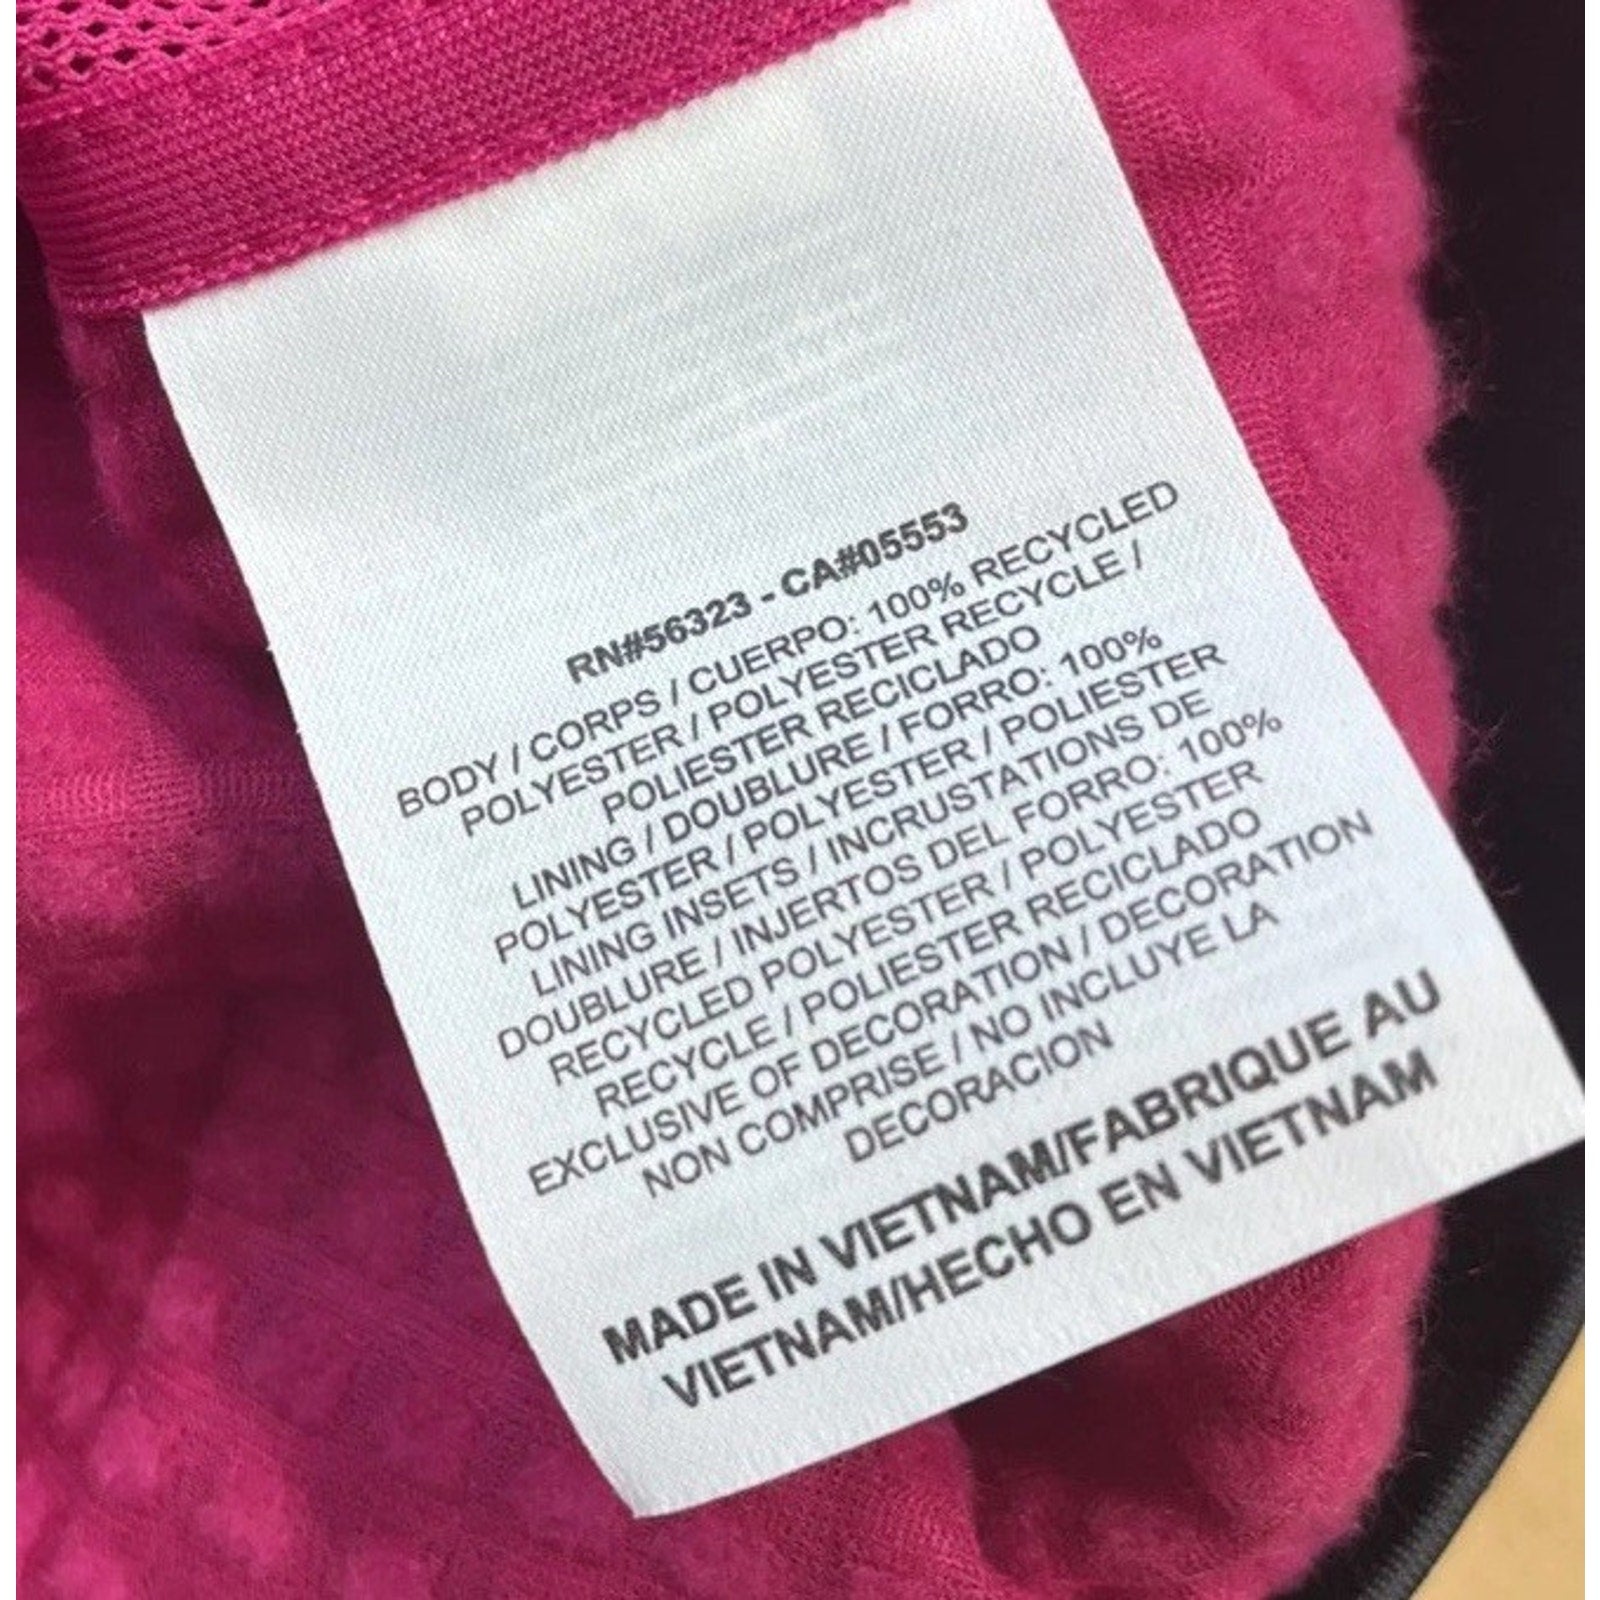 RN#56323 - CA#05553
BODY / CORPS / CUERPO: 100% RECYCLED
POLYESTER / POLYESTER RECYCLE /
POLIESTER RECICLADO
LINING / DOUBLURE / FORRO: 100%
POLYESTER / POLYESTER / POLIESTER
LINING INSETS / INCRUSTATIONS DE
DOUBLURE / INJERTOS DEL FORRO: 100%
RECYCLED POLYESTER / POLYESTER
RECYCLE / POLIESTER RECICLADO
EXCLUSIVE OF DECORATION / DECORATION
NON COMPRISE / NO INCLUYE LA
DECORACION
MADE IN VIETNAM/FABRIQUE AU
VIETNAM/HECHO EN VIETNAM